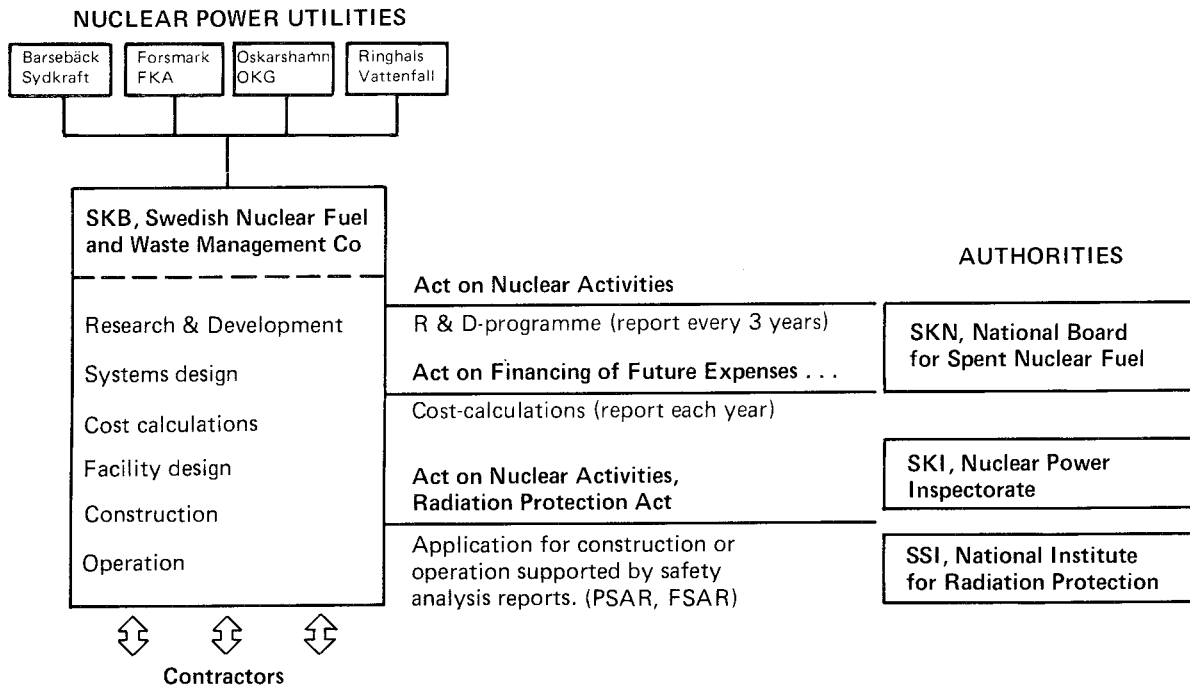 NUCLEAR POWER UTILITIES
Barsebäck
Sydkraft
Forsmark
FKA
Oskarshamn
OKG
Ringhals
Vattenfall
SKB, Swedish Nuclear Fuel
and Waste Management Co
Research & Development
Systems design
Cost calculations
Facility design
Construction
Operation
Contractors
Act on Nuclear Activities
R & D-programme (report every 3 years)
Act on Financing of Future Expenses . . .
Cost-calculations (report each year)
Act on Nuclear Activities,
Radiation Protection Act
Application for construction or
operation supported by safety
analysis reports. (PSAR, FSAR)
AUTHORITIES
SKN, National Board
for Spent Nuclear Fuel
SKI, Nuclear Power
Inspectorate
SSI, National Institute
for Radiation Protection